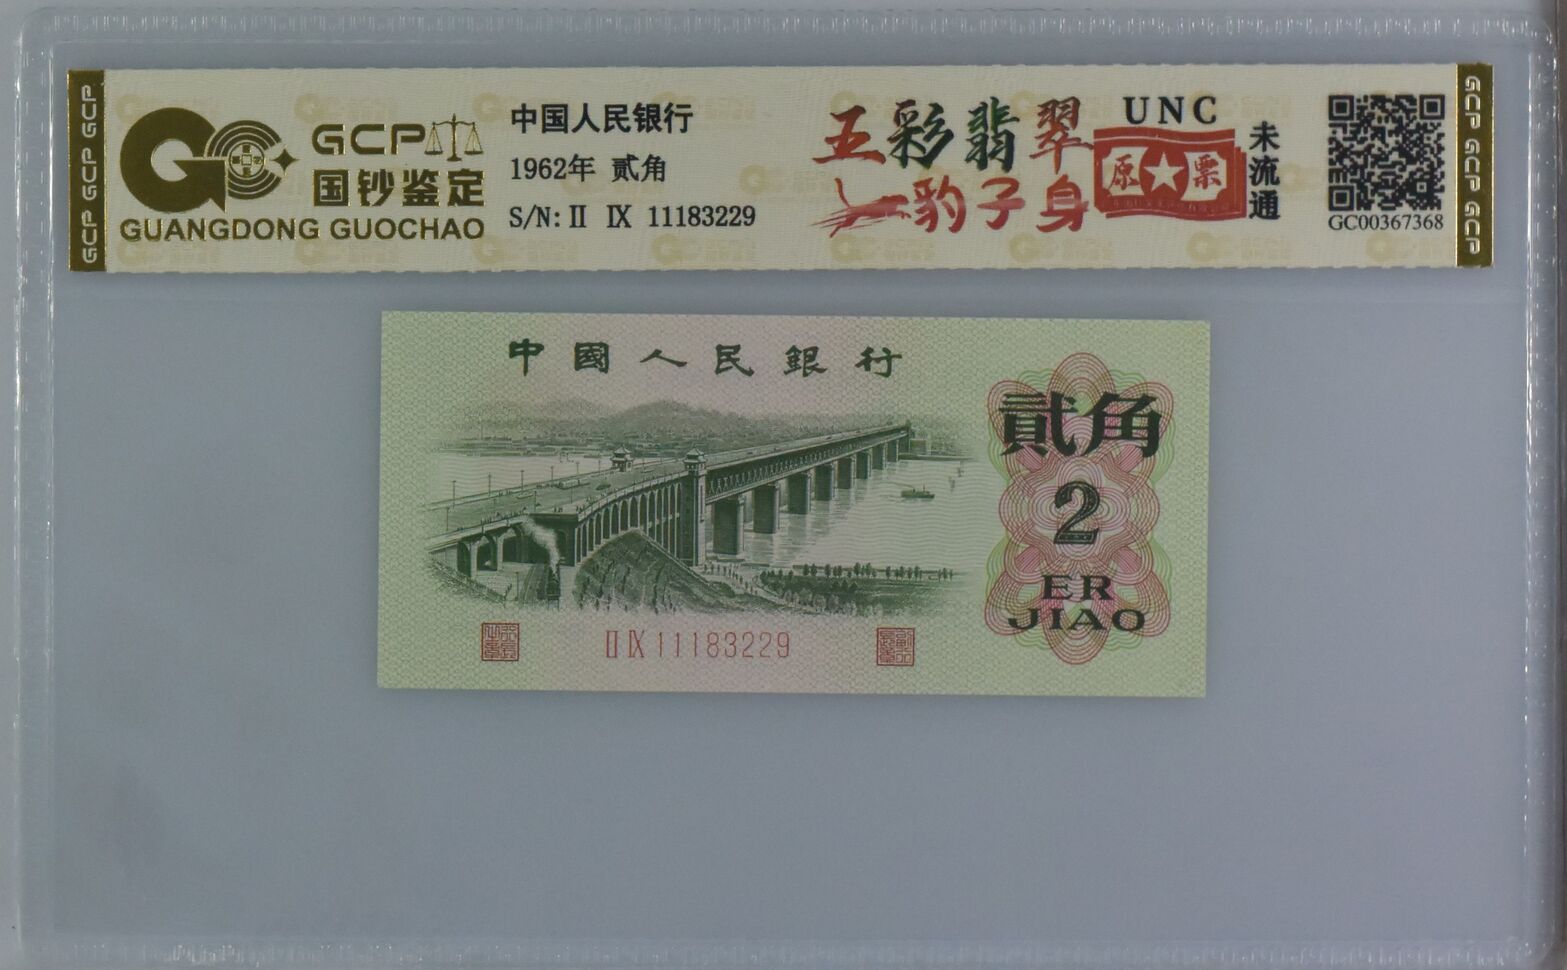 GCP GCP GCP
GCP
国钞鉴定
GUANGDONG GUOCHAO
中国人民银行
1962年 贰角
S/N: II IX 11183229
五彩翡翠
一豹子身
UNC
原票
未流通
GC00367368
GCP GCP GCP
中國人民銀行
貳角
2
ER
JIAO
II IX 11183229